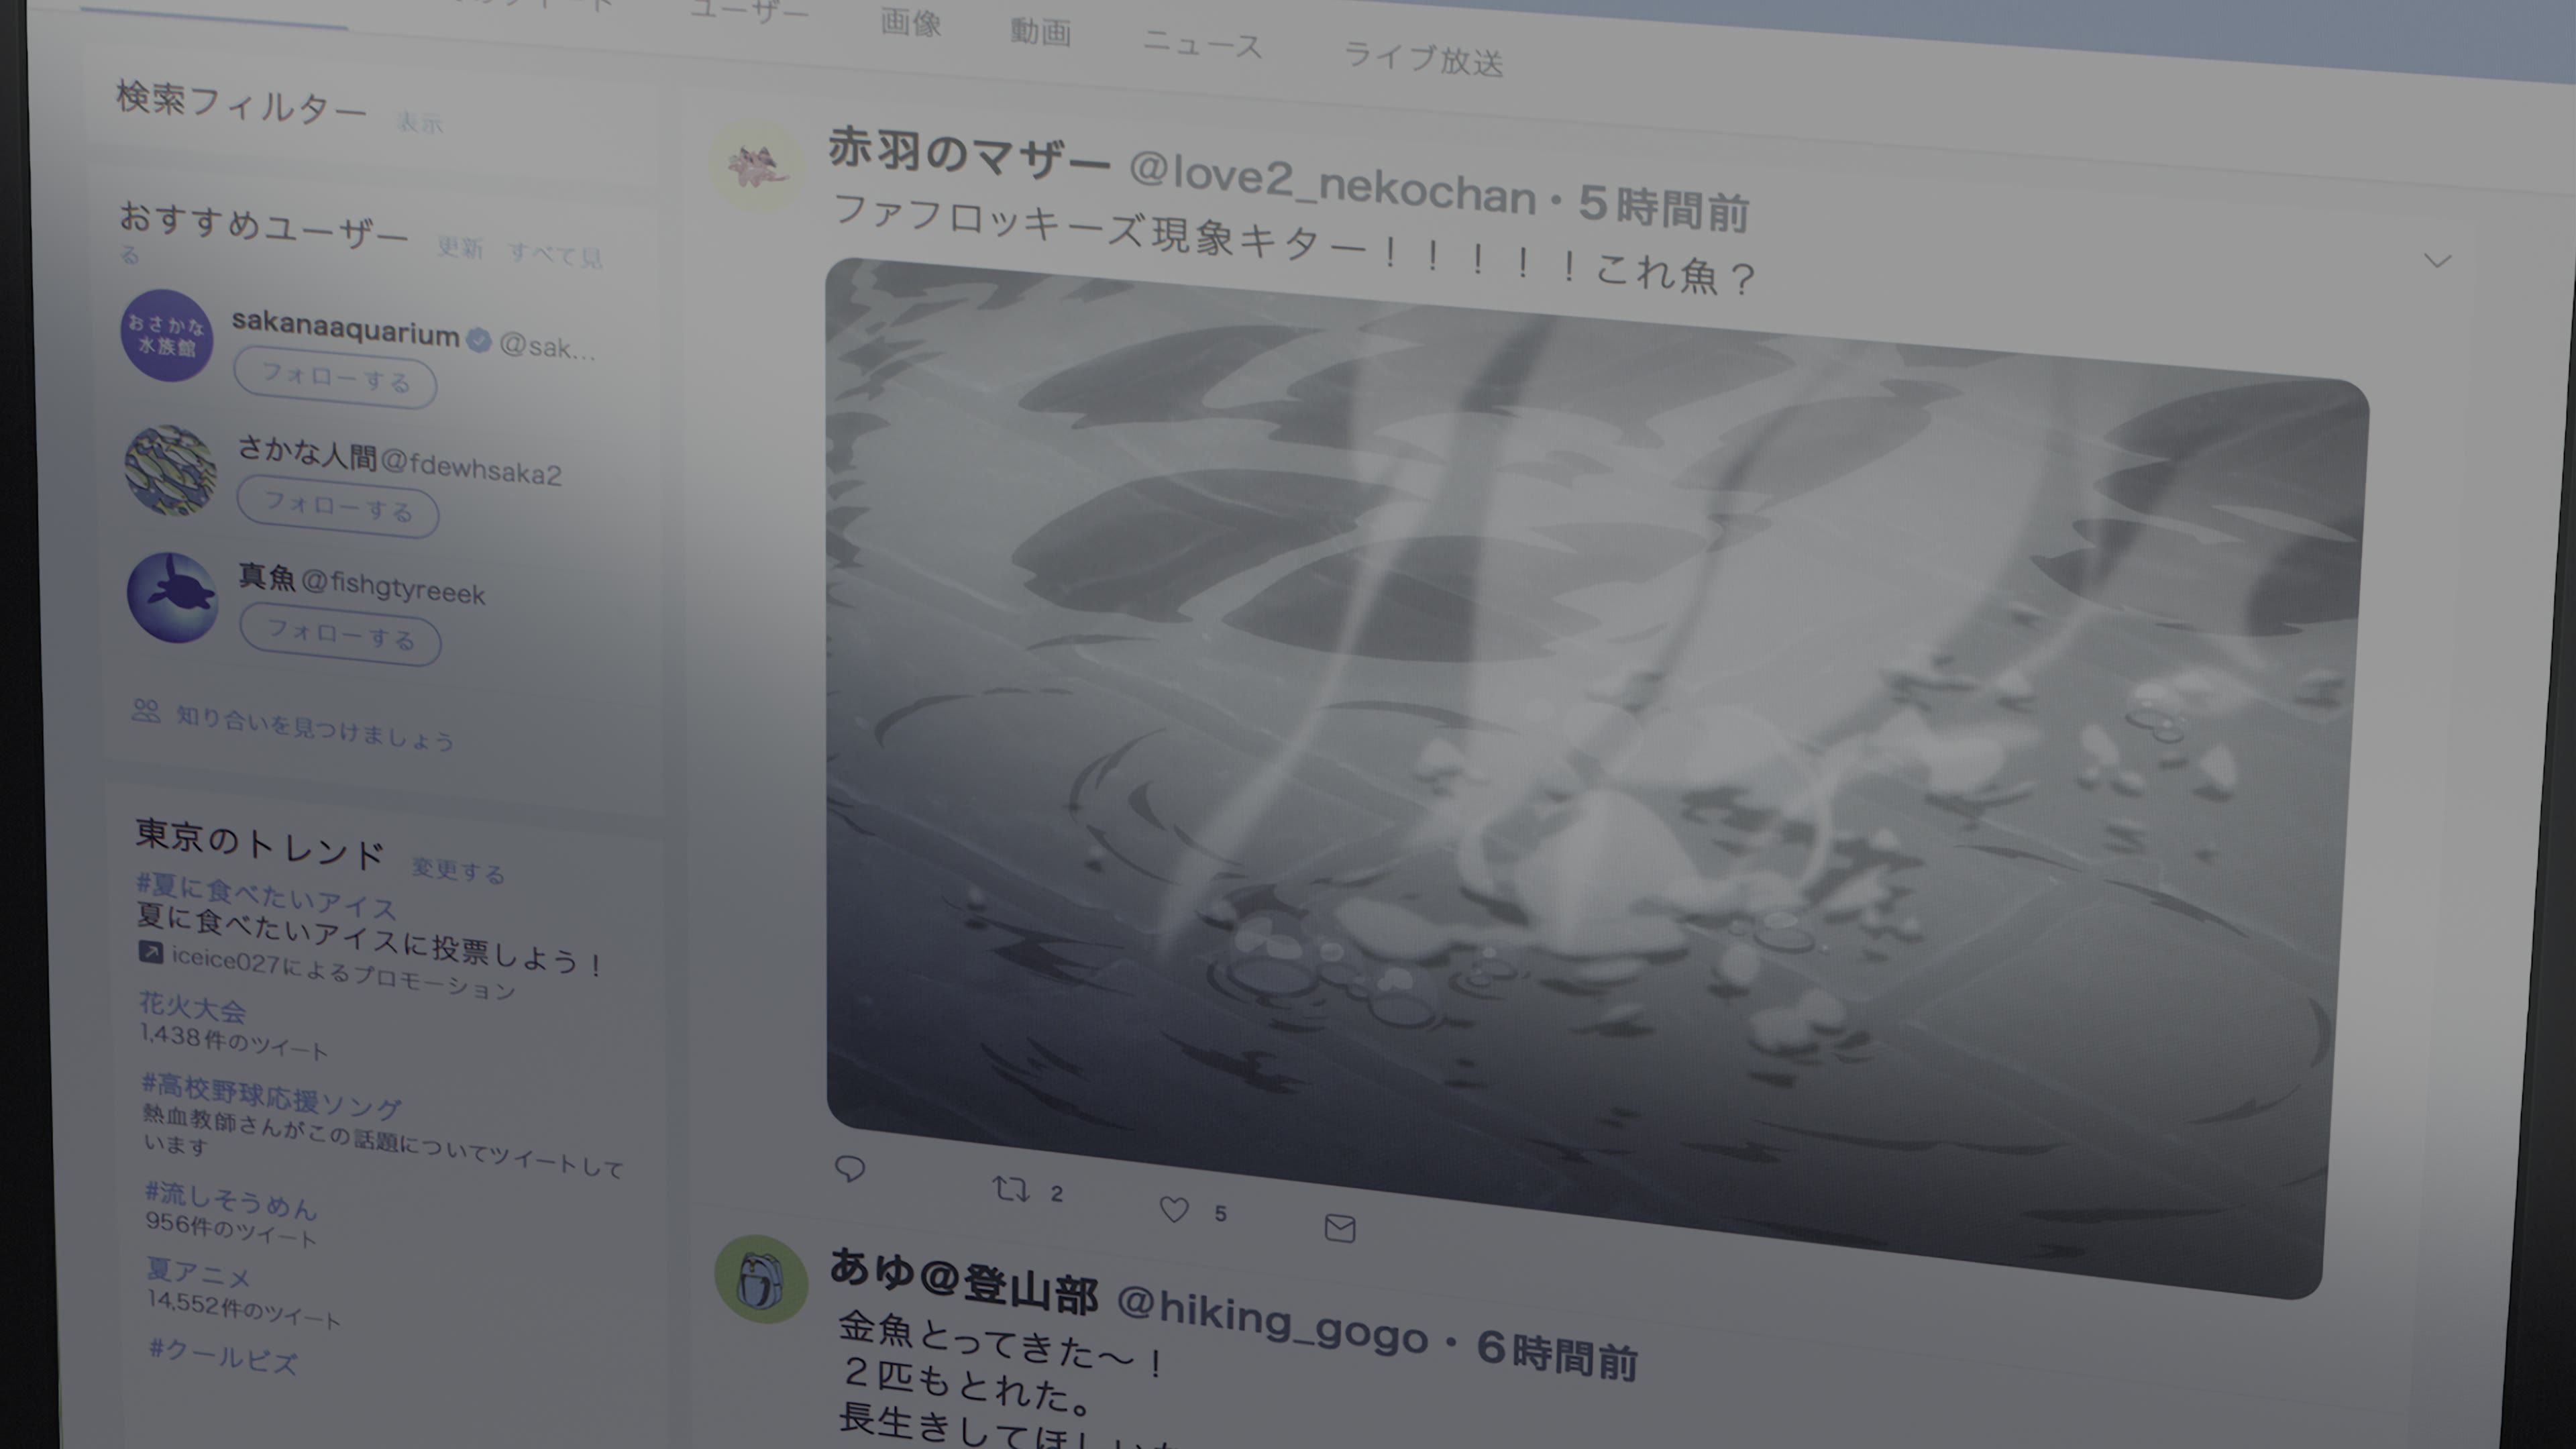 ユーザー
画像
動画
ニュース
ライブ放送
検索フィルター 表示
おすすめユーザー 更新 すべて見
る
おさかな
水族館
sakanaaquarium @sak…
フォローする
さかな人間@fdewhsaka2
フォローする
真魚@fishgtyreeek
フォローする
知り合いを見つけましょう
東京のトレンド 変更する
#夏に食べたいアイス
夏に食べたいアイスに投票しよう！
iceice027によるプロモーション
花火大会
1,438件のツイート
#高校野球応援ソング
熱血教師さんがこの話題についてツイートして
います
#流しそうめん
956件のツイート
夏アニメ
14,552件のツイート
#クールビズ
赤羽のマザー @love2_nekochan・5時間前
ファフロッキーズ現象キター！！！！！これ魚？
2
5
あゆ@登山部 @hiking_gogo・6時間前
金魚とってきた～！
２匹もとれた。
長生きしてほしい